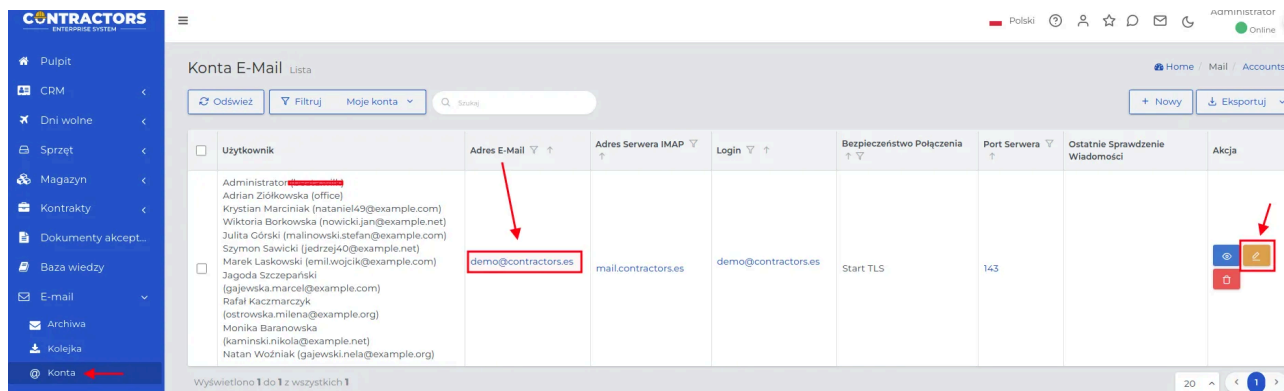 CONTRACTORS
ENTERPRISE SYSTEM
Polski
Administrator
Online
Pulpit
CRM
Dni wolne
Sprzęt
Magazyn
Kontrakty
Dokumenty akcept...
Baza wiedzy
E-mail
Archiwa
Kolejka
@ Konta
Konta E-Mail Lista
Home / Mail / Accounts
Odśwież
Filtruj
Moje konta
Szukaj
+ Nowy
Eksportuj
Użytkownik
Adres E-Mail
Adres Serwera IMAP
Login
Bezpieczeństwo Połączenia
Port Serwera
Ostatnie Sprawdzenie
Wiadomości
Akcja
Administrator
Adrian Ziółkowska (office)
Krystian Marciniak (nataniel49@example.com)
Wiktoria Borkowska (nowicki.jan@example.net)
Julita Górski (malinowski.stefan@example.com)
Szymon Sawicki (jedrzej40@example.net)
Marek Laskowski (emil.wojcik@example.com)
Jagoda Szczepański
(gajewska.marcel@example.com)
Rafał Kaczmarczyk
(ostrowska.milena@example.org)
Monika Baranowska
(kaminski.nikola@example.net)
Natan Woźniak (gajewski.nela@example.org)
demo@contractors.es
mail.contractors.es
demo@contractors.es
Start TLS
143
Wyświetlono 1 do 1 z wszystkich 1
20
1